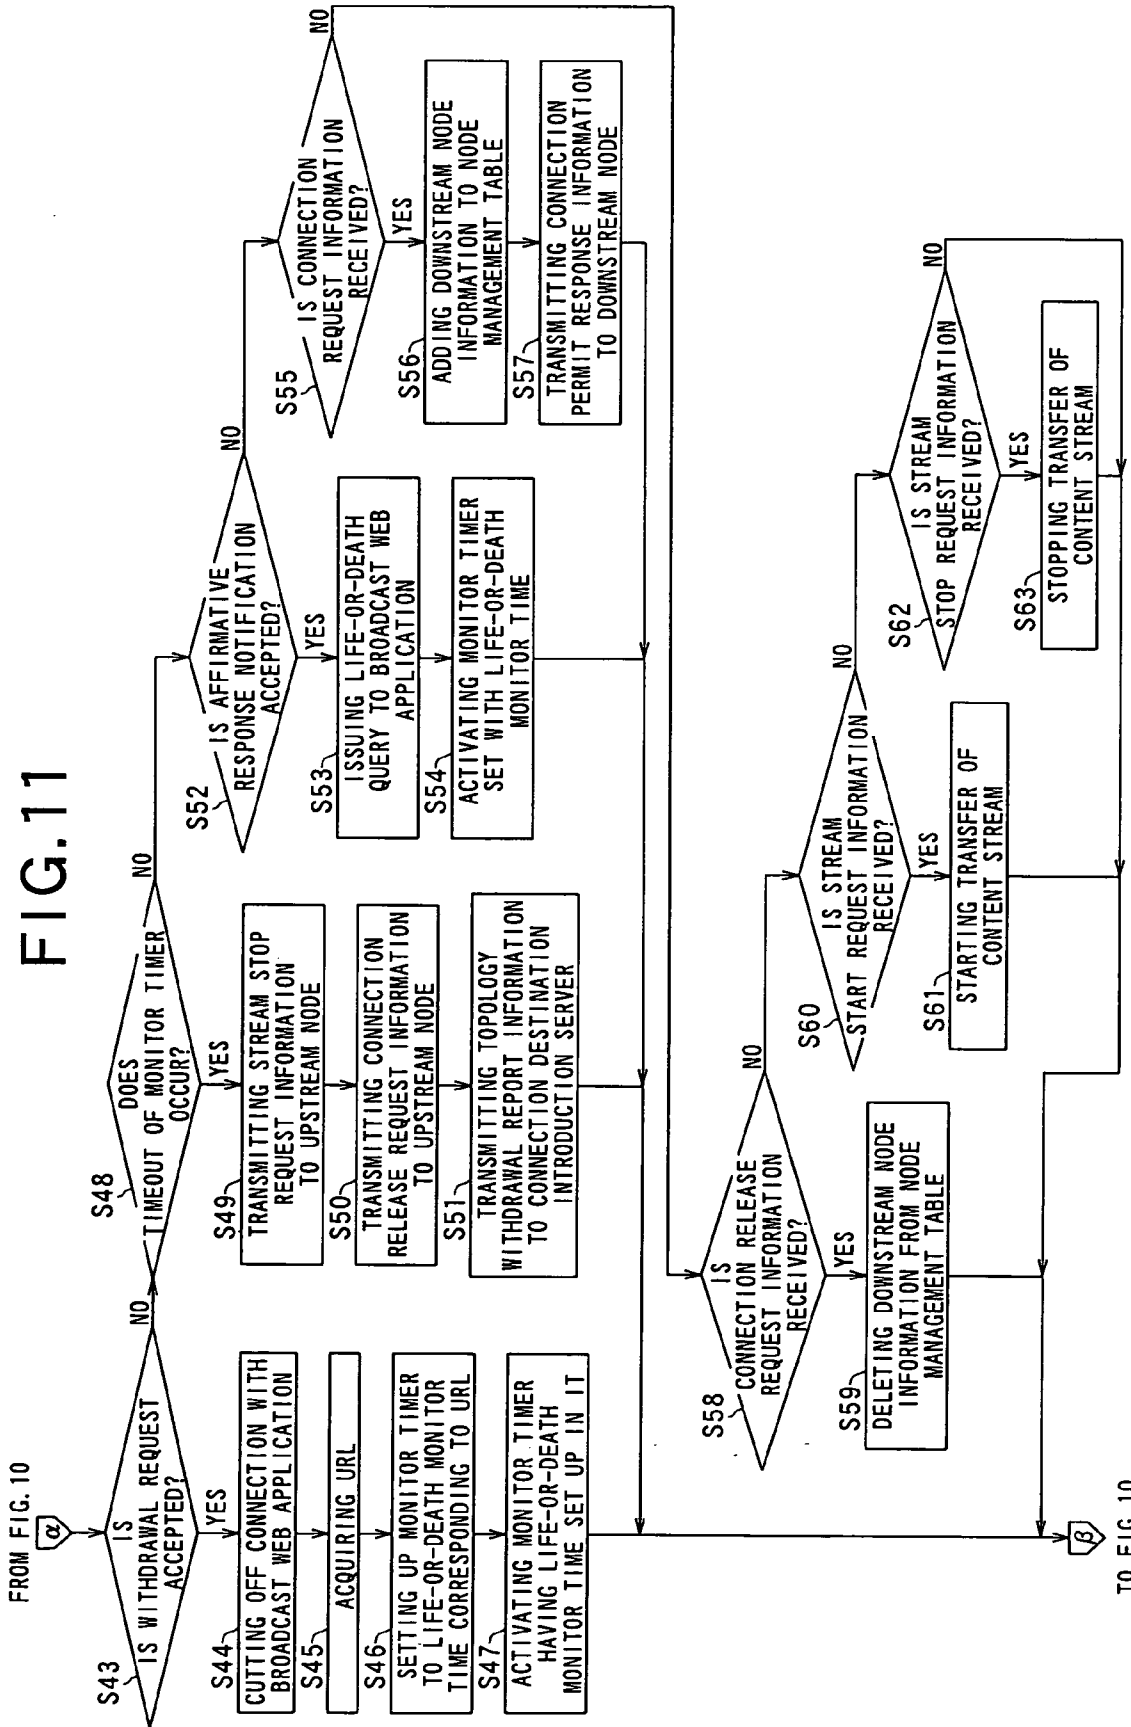 FIG.11
FROM FIG.10
α
S43
IS
WITHDRAWAL REQUEST
ACCEPTED?
NO
YES
S44
CUTTING OFF CONNECTION WITH
BROADCAST WEB APPLICATION
S45
ACQUIRING URL
S46
SETTING UP MONITOR TIMER
TO LIFE-OR-DEATH MONITOR
TIME CORRESPONDING TO URL
S47
ACTIVATING MONITOR TIMER
HAVING LIFE-OR-DEATH
MONITOR TIME SET UP IN IT
S48
DOES
TIMEOUT OF MONITOR TIMER
OCCUR?
NO
YES
S49
TRANSMITTING STREAM STOP
REQUEST INFORMATION
TO UPSTREAM NODE
S50
TRANSMITTING CONNECTION
RELEASE REQUEST INFORMATION
TO UPSTREAM NODE
S51
TRANSMITTING TOPOLOGY
WITHDRAWAL REPORT INFORMATION
TO CONNECTION DESTINATION
INTRODUCTION SERVER
S52
IS AFFIRMATIVE
RESPONSE NOTIFICATION
ACCEPTED?
NO
YES
S53
ISSUING LIFE-OR-DEATH
QUERY TO BROADCAST WEB
APPLICATION
S54
ACTIVATING MONITOR TIMER
SET WITH LIFE-OR-DEATH
MONITOR TIME
S55
IS CONNECTION
REQUEST INFORMATION
RECEIVED?
NO
YES
S56
ADDING DOWNSTREAM NODE
INFORMATION TO NODE
MANAGEMENT TABLE
S57
TRANSMITTING CONNECTION
PERMIT RESPONSE INFORMATION
TO DOWNSTREAM NODE
S58
IS
CONNECTION RELEASE
REQUEST INFORMATION
RECEIVED?
NO
YES
S59
DELETING DOWNSTREAM NODE
INFORMATION FROM NODE
MANAGEMENT TABLE
S60
IS STREAM
START REQUEST INFORMATION
RECEIVED?
NO
YES
S61
STARTING TRANSFER OF
CONTENT STREAM
S62
IS STREAM
STOP REQUEST INFORMATION
RECEIVED?
NO
YES
S63
STOPPING TRANSFER OF
CONTENT STREAM
β
TO FIG.10